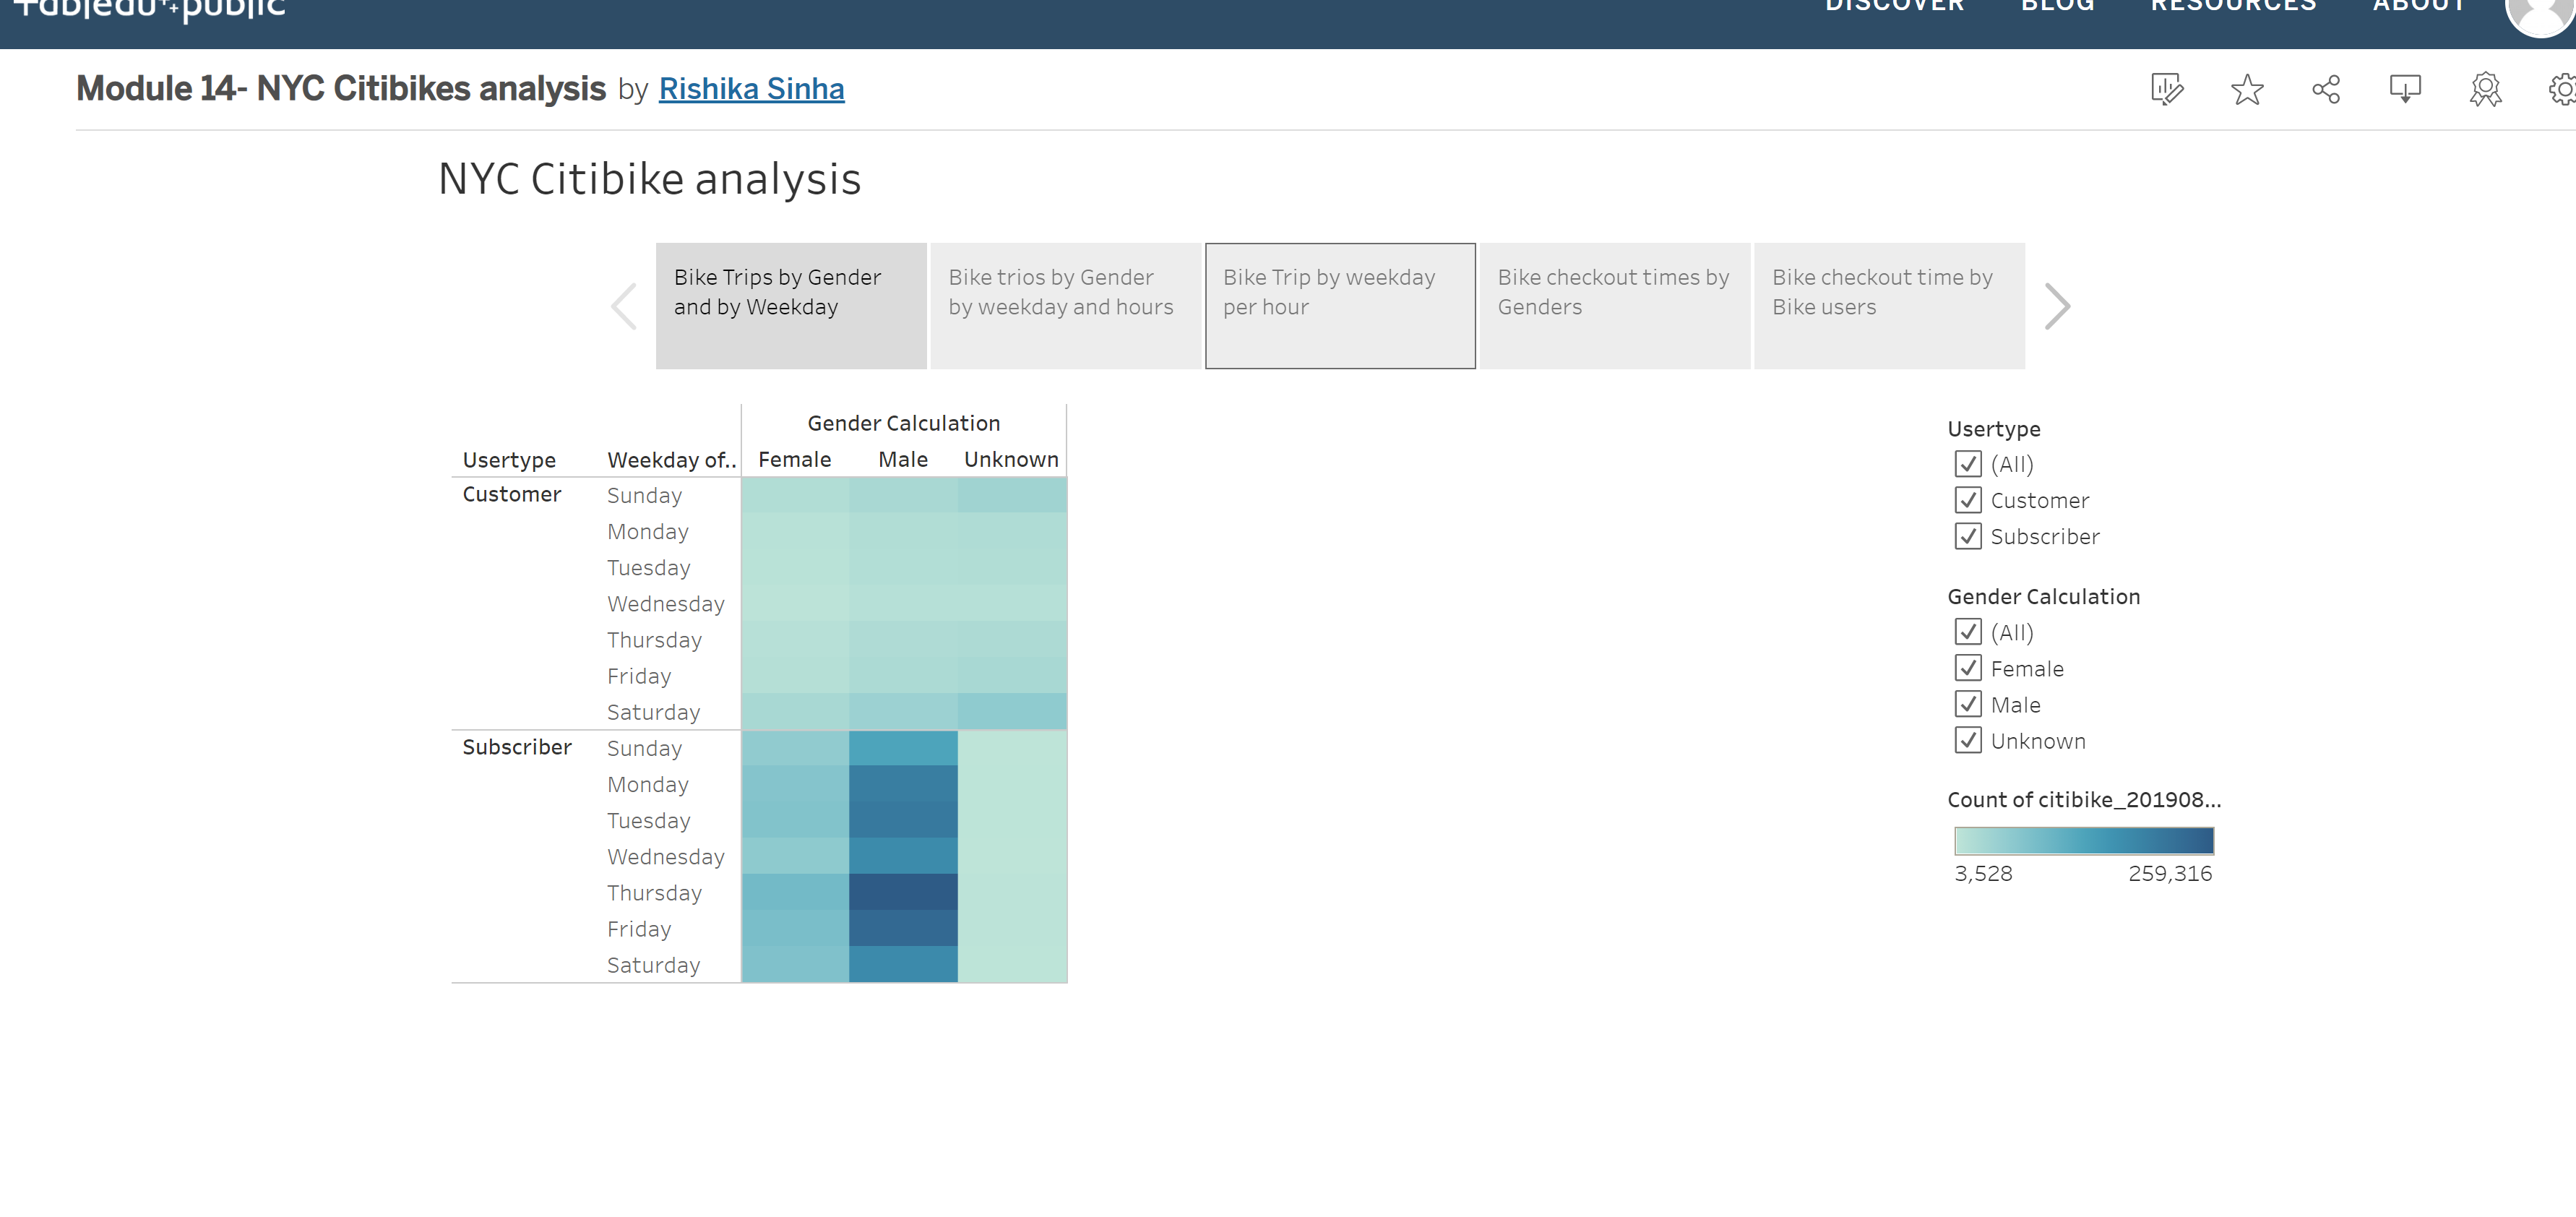 tableau public
DISCOVER BLOG RESOURCES ABOUT
Module 14- NYC Citibikes analysis by Rishika Sinha
NYC Citibike analysis
Bike Trips by Gender
and by Weekday
Bike trios by Gender
by weekday and hours
Bike Trip by weekday
per hour
Bike checkout times by
Genders
Bike checkout time by
Bike users
Gender Calculation
Usertype Weekday of.. Female Male Unknown
Customer Sunday
Monday
Tuesday
Wednesday
Thursday
Friday
Saturday
Subscriber Sunday
Monday
Tuesday
Wednesday
Thursday
Friday
Saturday
Usertype
(All)
Customer
Subscriber
Gender Calculation
(All)
Female
Male
Unknown
Count of citibike_201908...
3,528 259,316